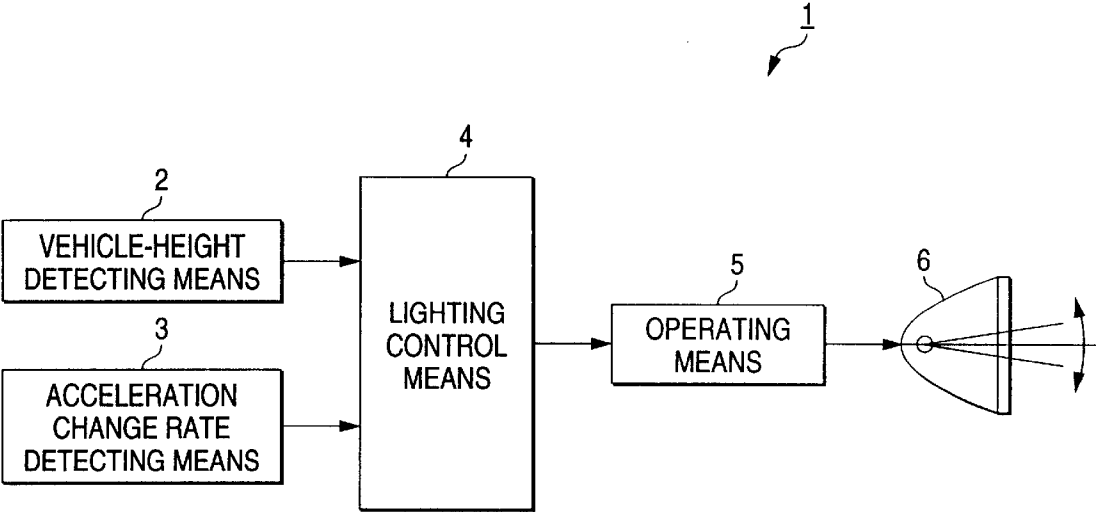 1
4
2
VEHICLE-HEIGHT
DETECTING MEANS
3
ACCELERATION
CHANGE RATE
DETECTING MEANS
LIGHTING
CONTROL
MEANS
5
OPERATING
MEANS
6